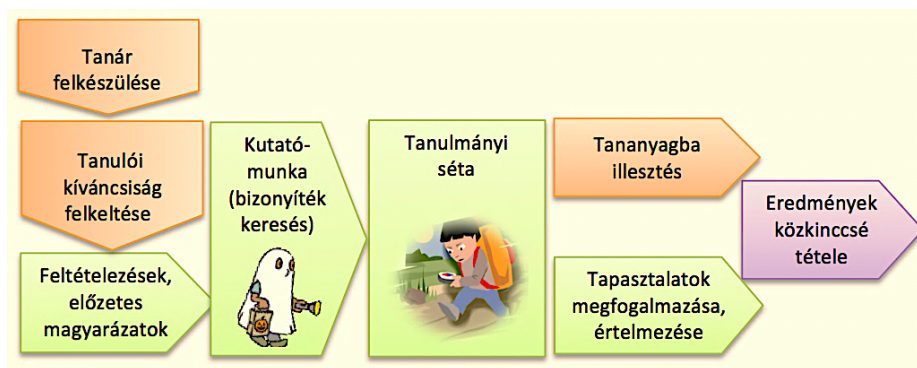 Tanár
felkészülése
Tanulói
kíváncsiság
felkeltése
Feltételezések,
előzetes
magyarázatok
Kutató-
munka
(bizonyíték
keresés)
Tanulmányi
séta
Tananyagba
illesztés
Tapasztalatok
megfogalmazása,
értelmezése
Eredmények
közkinccsé
tétele